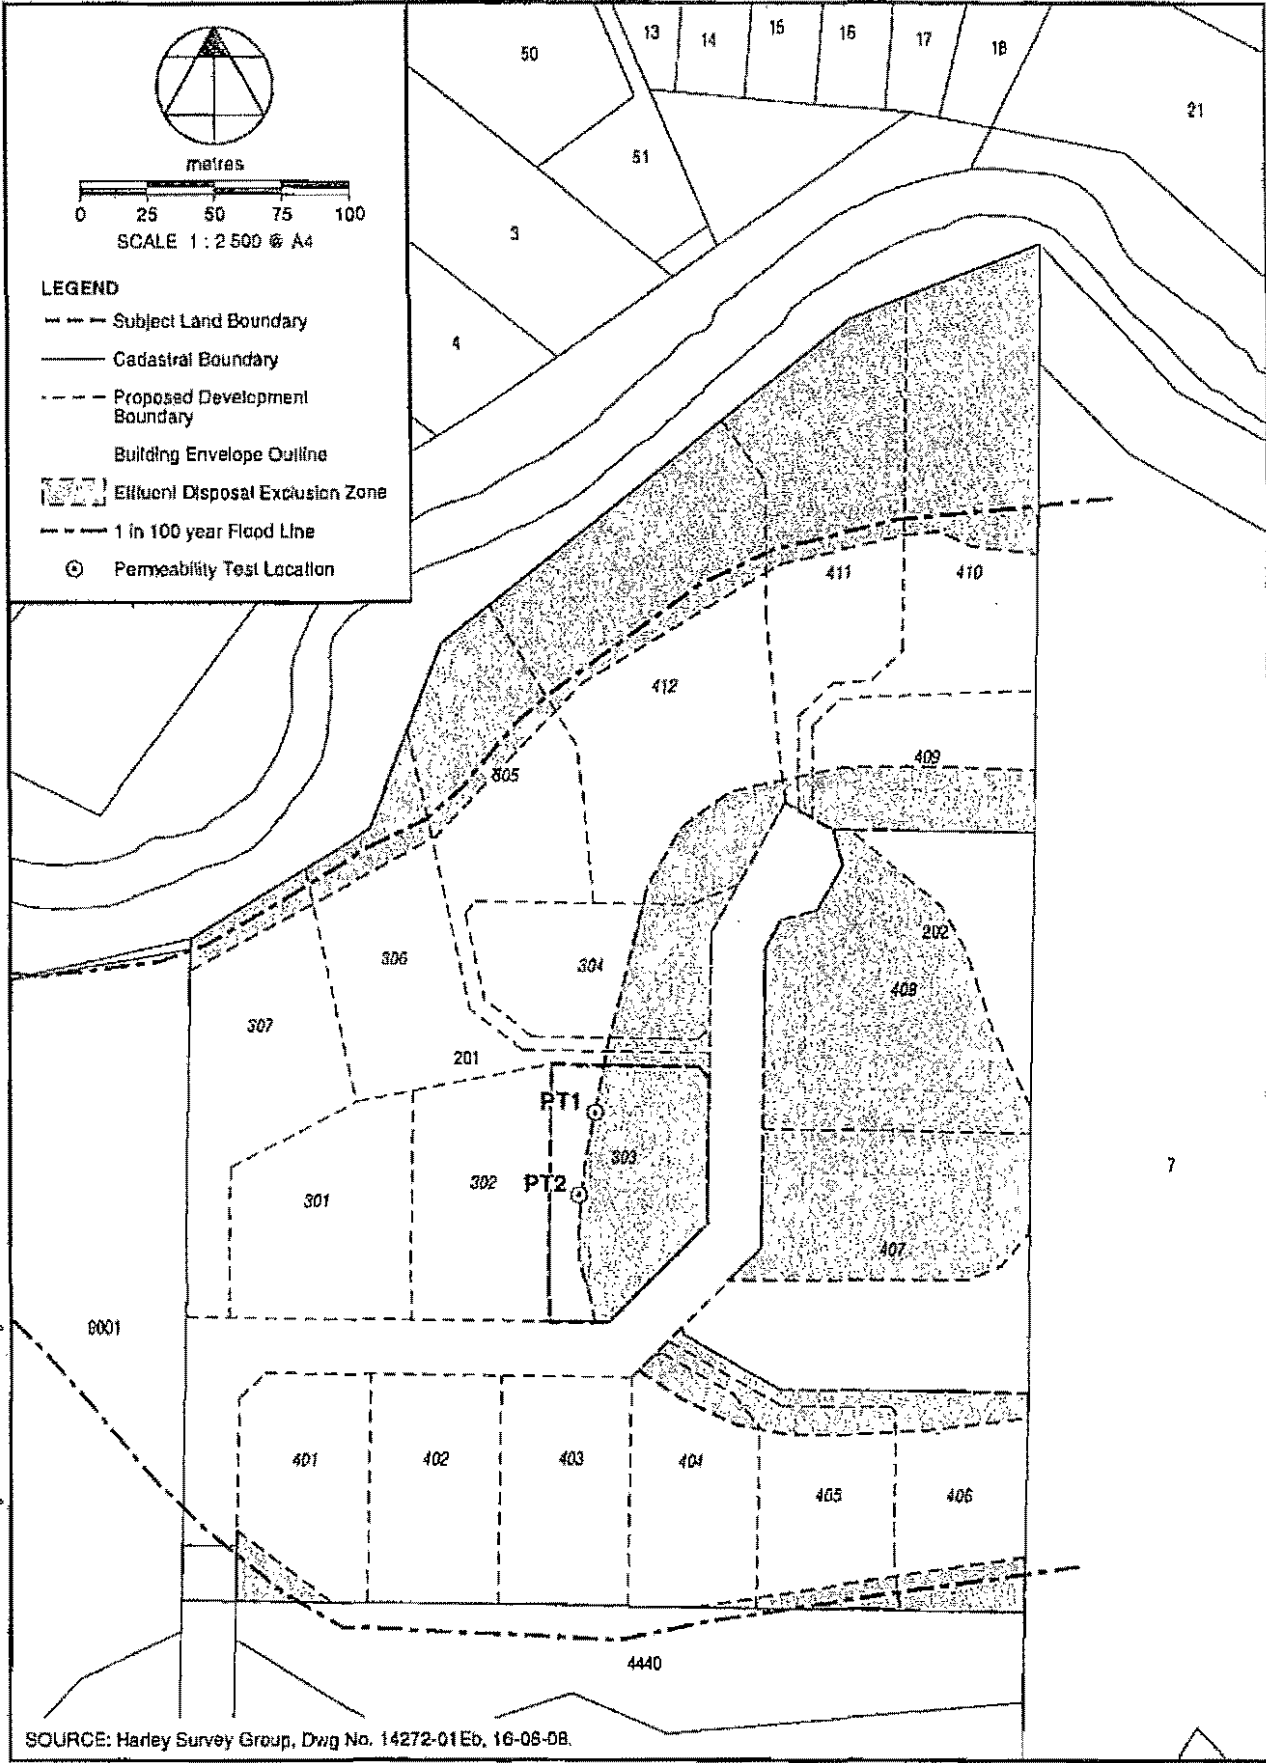 metres
0 25 50 75 100
SCALE 1 : 2 500 @ A4
LEGEND
Subject Land Boundary
Cadastral Boundary
Proposed Development
Boundary
Building Envelope Outline
Effluent Disposal Exclusion Zone
1 in 100 year Flood Line
Permeability Test Location
50
13
14
15
16
17
18
21
51
3
4
411
410
412
409
305
202
306
304
408
307
201
PT1
303
7
302
PT2
301
407
9001
401
402
403
404
405
406
4440
SOURCE: Harley Survey Group, Dwg No. 14272-01Eb, 16-06-08.